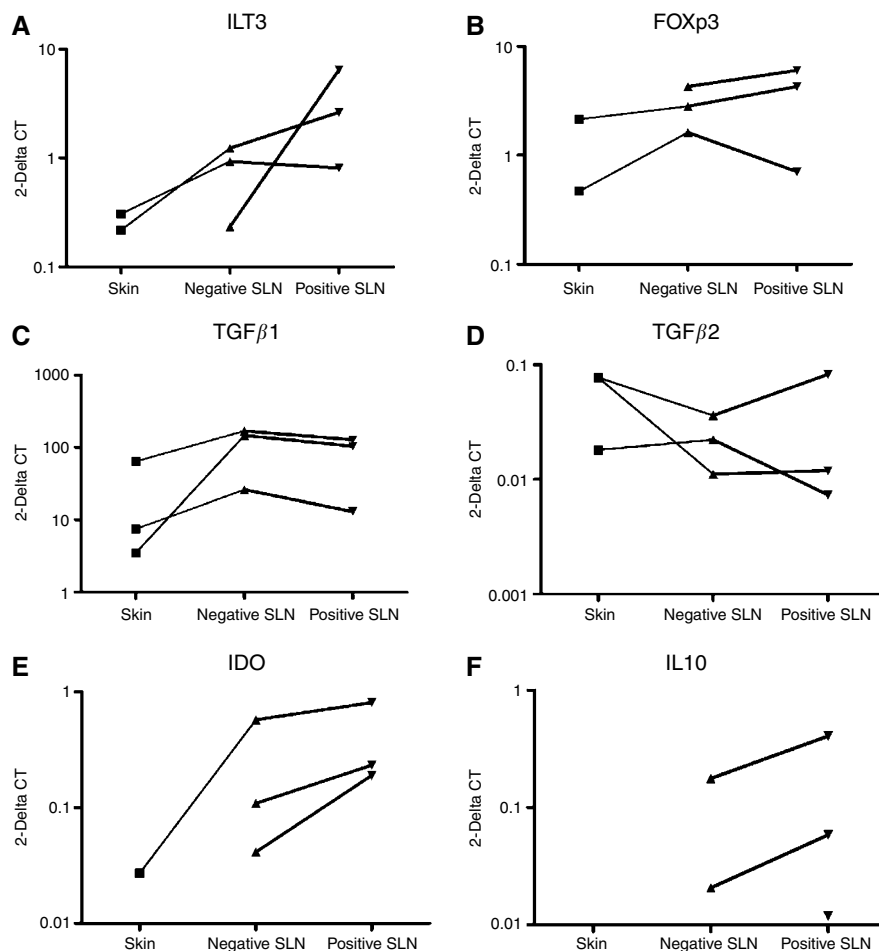 A
ILT3
10
1
0.1
2-Delta CT
Skin
Negative SLN
Positive SLN
B
FOXp3
10
1
0.1
2-Delta CT
Skin
Negative SLN
Positive SLN
C
TGFβ1
1000
100
10
1
2-Delta CT
Skin
Negative SLN
Positive SLN
D
TGFβ2
0.1
0.01
0.001
2-Delta CT
Skin
Negative SLN
Positive SLN
E
IDO
1
0.1
0.01
2-Delta CT
Skin
Negative SLN
Positive SLN
F
IL10
1
0.1
0.01
2-Delta CT
Skin
Negative SLN
Positive SLN